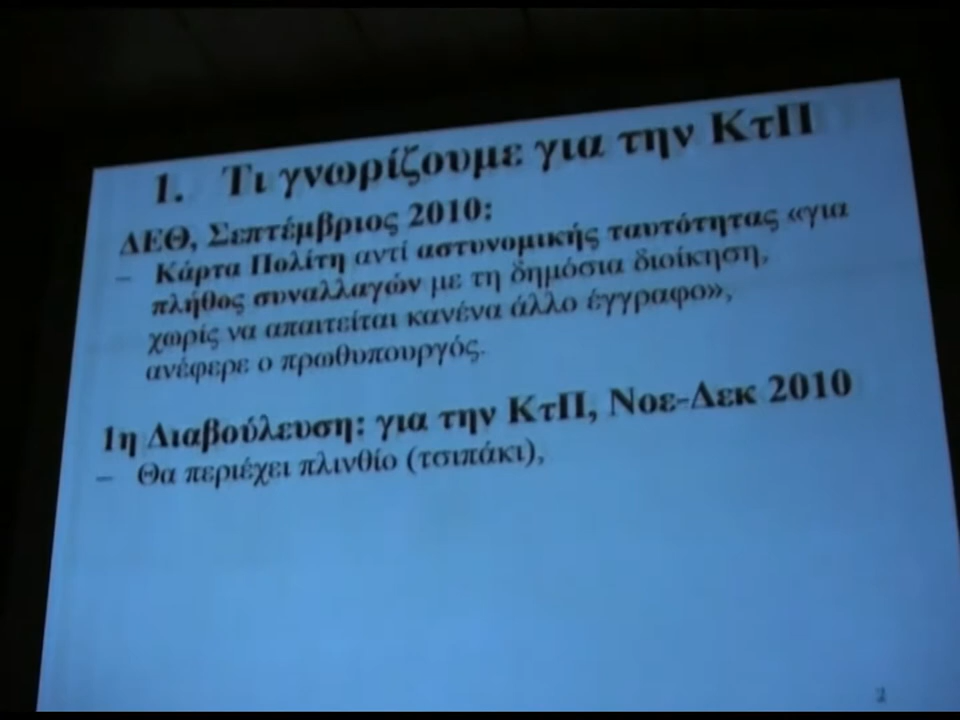 1. Τι γνωρίζουμε για την ΚτΠ
ΔΕΘ, Σεπτέμβριος 2010:
– Κάρτα Πολίτη αντί αστυνομικής ταυτότητας «για
πλήθος συναλλαγών με τη δημόσια διοίκηση,
χωρίς να απαιτείται κανένα άλλο έγγραφο»,
ανέφερε ο πρωθυπουργός.
1η Διαβούλευση: για την ΚτΠ, Νοε-Δεκ 2010
– Θα περιέχει πλινθίο (τσιπάκι),
2